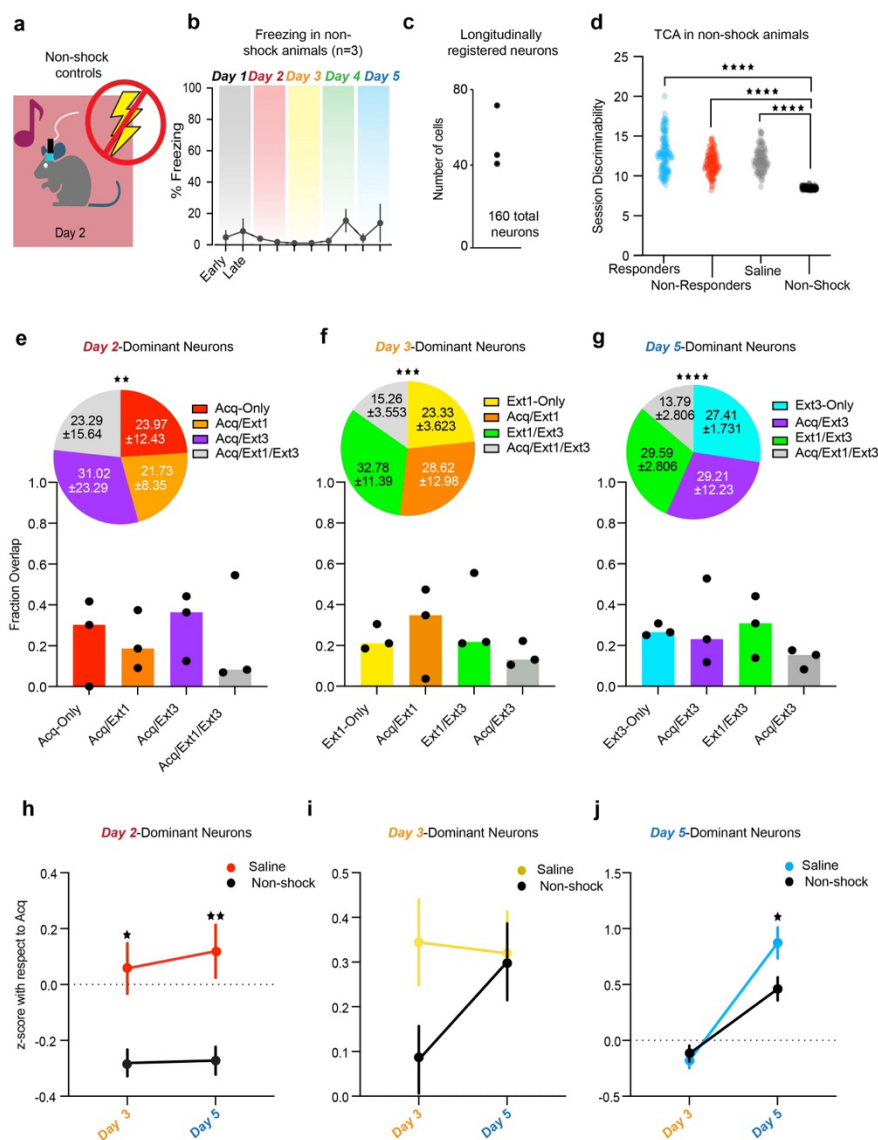 a
Non-shock
controls
Day 2
b
Freezing in non-
shock animals (n=3)
Day 1 Day 2 Day 3 Day 4 Day 5
% Freezing
100
80
60
40
20
0
Early
Late
c
Longitudinally
registered neurons
Number of cells
80
40
0
160 total
neurons
d
TCA in non-shock animals
★★★★
★★★★
★★★★
Session Discriminability
25
20
15
10
5
0
Responders
Non-Responders
Saline
Non-Shock
e
Day 2-Dominant Neurons
★★
23.29
±15.64
23.97
±12.43
31.02
±23.29
21.73
±8.35
Acq-Only
Acq/Ext1
Acq/Ext3
Acq/Ext1/Ext3
Fraction Overlap
1.0
0.8
0.6
0.4
0.2
0.0
Acq-Only
Acq/Ext1
Acq/Ext3
Acq/Ext1/Ext3
f
Day 3-Dominant Neurons
★★★
15.26
±3.553
23.33
±3.623
32.78
±11.39
28.62
±12.98
Ext1-Only
Acq/Ext1
Ext1/Ext3
Acq/Ext1/Ext3
1.0
0.8
0.6
0.4
0.2
0.0
Ext1-Only
Acq/Ext1
Ext1/Ext3
Acq/Ext3
g
Day 5-Dominant Neurons
★★★★
13.79
±2.806
27.41
±1.731
29.59
±2.806
29.21
±12.23
Ext3-Only
Acq/Ext3
Ext1/Ext3
Acq/Ext1/Ext3
1.0
0.8
0.6
0.4
0.2
0.0
Ext3-Only
Acq/Ext3
Ext1/Ext3
Acq/Ext3
h
Day 2-Dominant Neurons
Saline
Non-shock
z-score with respect to Acq
0.4
0.2
0.0
-0.2
-0.4
★
★★
Day 3
Day 5
i
Day 3-Dominant Neurons
Saline
Non-shock
0.5
0.4
0.3
0.2
0.1
0.0
Day 3
Day 5
j
Day 5-Dominant Neurons
Saline
Non-shock
1.5
1.0
0.5
0.0
-0.5
★
Day 3
Day 5